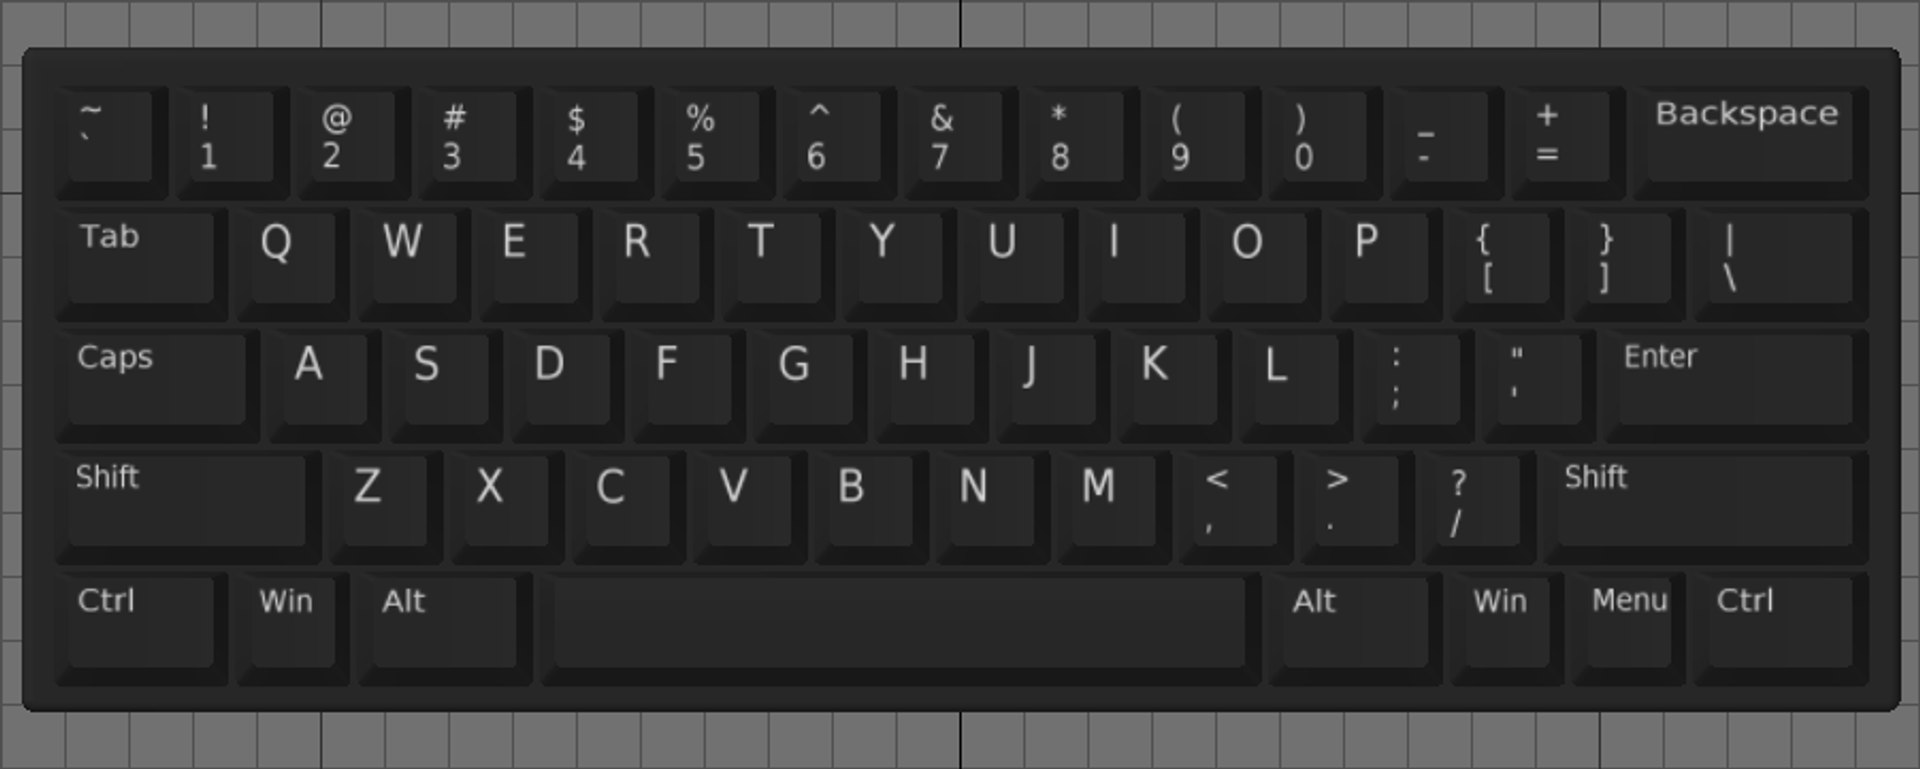 ~ ! @ # $ % ^ & * ( ) _ + Backspace
` 1 2 3 4 5 6 7 8 9 0 - =
Tab Q W E R T Y U I O P { } |
[ ] \
Caps A S D F G H J K L : " Enter
; '
Shift Z X C V B N M < > ? Shift
, . /
Ctrl Win Alt Alt Win Menu Ctrl